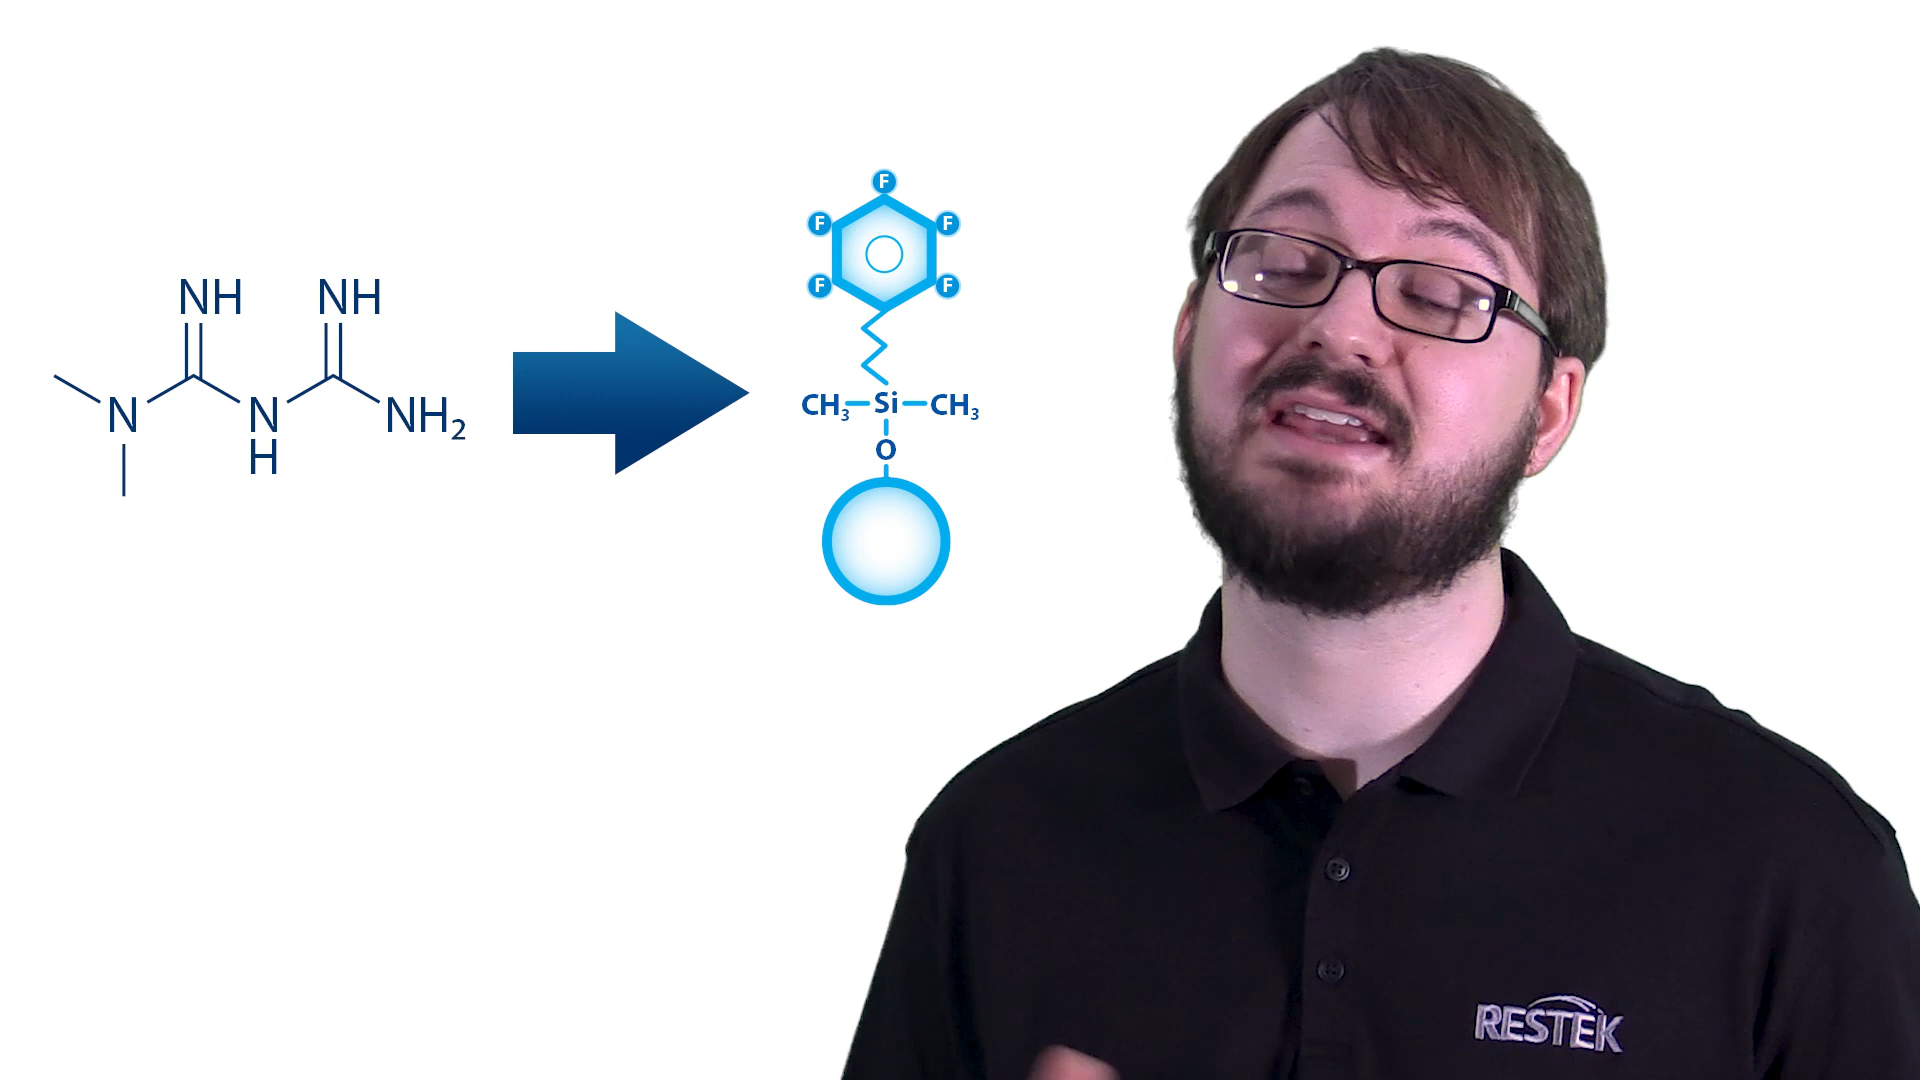 NH NH
N N NH₂
H
F
F F
F F
CH₃ Si CH₃
O
RESTEK